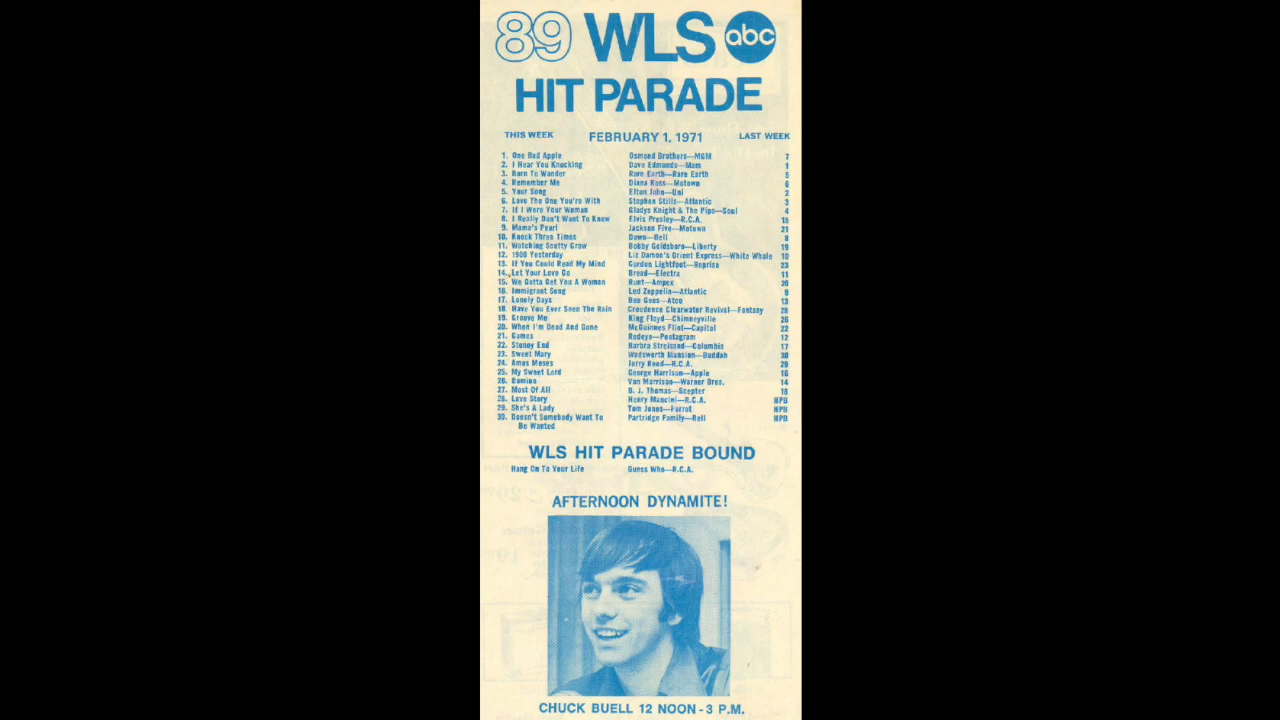 89 WLS abc
HIT PARADE
THIS WEEK FEBRUARY 1, 1971 LAST WEEK
1. One Bad Apple Osmond Brothers—MGM 7
2. I Hear You Knocking Dave Edmunds—Mam 1
3. Born To Wander Rare Earth—Rare Earth 5
4. Remember Me Diana Ross—Motown 6
5. Your Song Elton John—Uni 2
6. Love The One You're With Stephen Stills—Atlantic 3
7. If I Were Your Woman Gladys Knight & The Pips—Soul 4
8. I Really Don't Want To Know Elvis Presley—R.C.A. 15
9. Mama's Pearl Jackson Five—Motown 21
10. Knock Three Times Dawn—Bell 8
11. Watching Scotty Grow Bobby Goldsboro—Liberty 19
12. 1900 Yesterday Liz Damon's Orient Express—White Whale 10
13. If You Could Read My Mind Gordon Lightfoot—Reprise 23
14. Let Your Love Go Bread—Electra 11
15. We Gotta Get You A Woman Runt—Ampex 20
16. Immigrant Song Led Zeppelin—Atlantic 9
17. Lonely Days Bee Gees—Atco 13
18. Have You Ever Seen The Rain Creedence Clearwater Revival—Fantasy 28
19. Groove Me King Floyd—Chimneyville 26
20. When I'm Dead And Gone McGuinnes Flint—Capitol 22
21. Games Redeye—Pentagram 12
22. Stoney End Barbra Streisand—Columbia 17
23. Sweet Mary Wadsworth Mansion—Buddah 30
24. Amos Moses Jerry Reed—R.C.A. 29
25. My Sweet Lord George Harrison—Apple 16
26. Domino Van Morrison—Warner Bros. 14
27. Most Of All B. J. Thomas—Scepter 18
28. Love Story Henry Mancini—R.C.A. HPB
29. She's A Lady Tom Jones—Parrot HPB
30. Doesn't Somebody Want To Partridge Family—Bell HPB
Be Wanted
WLS HIT PARADE BOUND
Hang On To Your Life Guess Who—R.C.A.
AFTERNOON DYNAMITE!
CHUCK BUELL 12 NOON - 3 P.M.